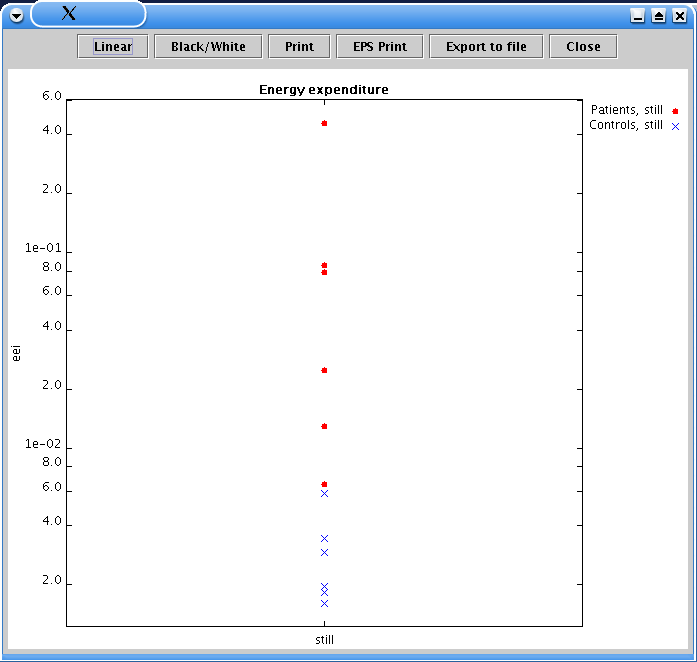 X
Linear Black/White Print EPS Print Export to file Close
Energy expenditure
Patients, still
Controls, still
6.0
4.0
2.0
1e-01
8.0
6.0
4.0
2.0
1e-02
8.0
6.0
4.0
2.0
eei
still